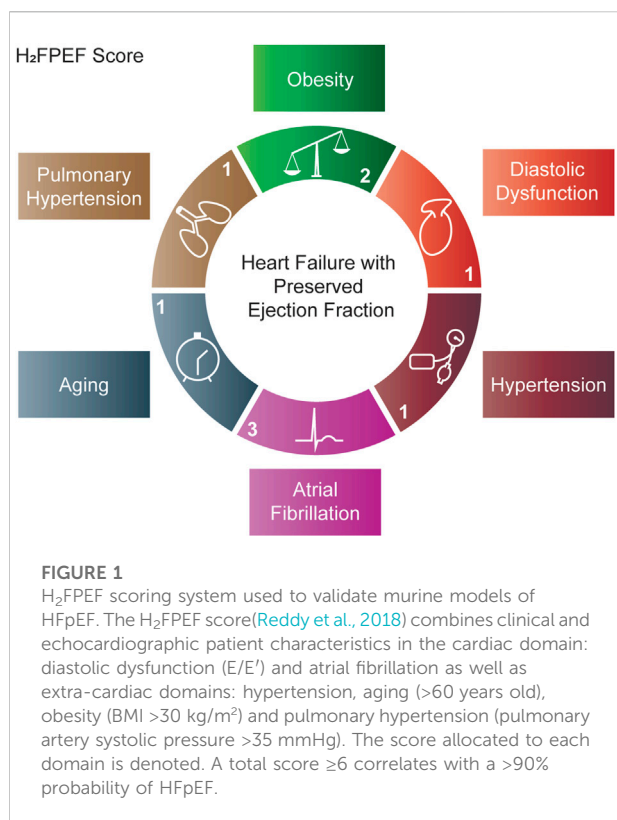 H₂FPEF Score
Obesity
Pulmonary
Hypertension
1
2
Diastolic
Dysfunction
1
Heart Failure with
Preserved
Ejection Fraction
1
Aging
Hypertension
1
3
Atrial
Fibrillation
FIGURE 1
H₂FPEF scoring system used to validate murine models of
HFpEF. The H₂FPEF score(Reddy et al., 2018) combines clinical and
echocardiographic patient characteristics in the cardiac domain:
diastolic dysfunction (E/E′) and atrial fibrillation as well as
extra-cardiac domains: hypertension, aging (>60 years old),
obesity (BMI >30 kg/m²) and pulmonary hypertension (pulmonary
artery systolic pressure >35 mmHg). The score allocated to each
domain is denoted. A total score ≥6 correlates with a >90%
probability of HFpEF.